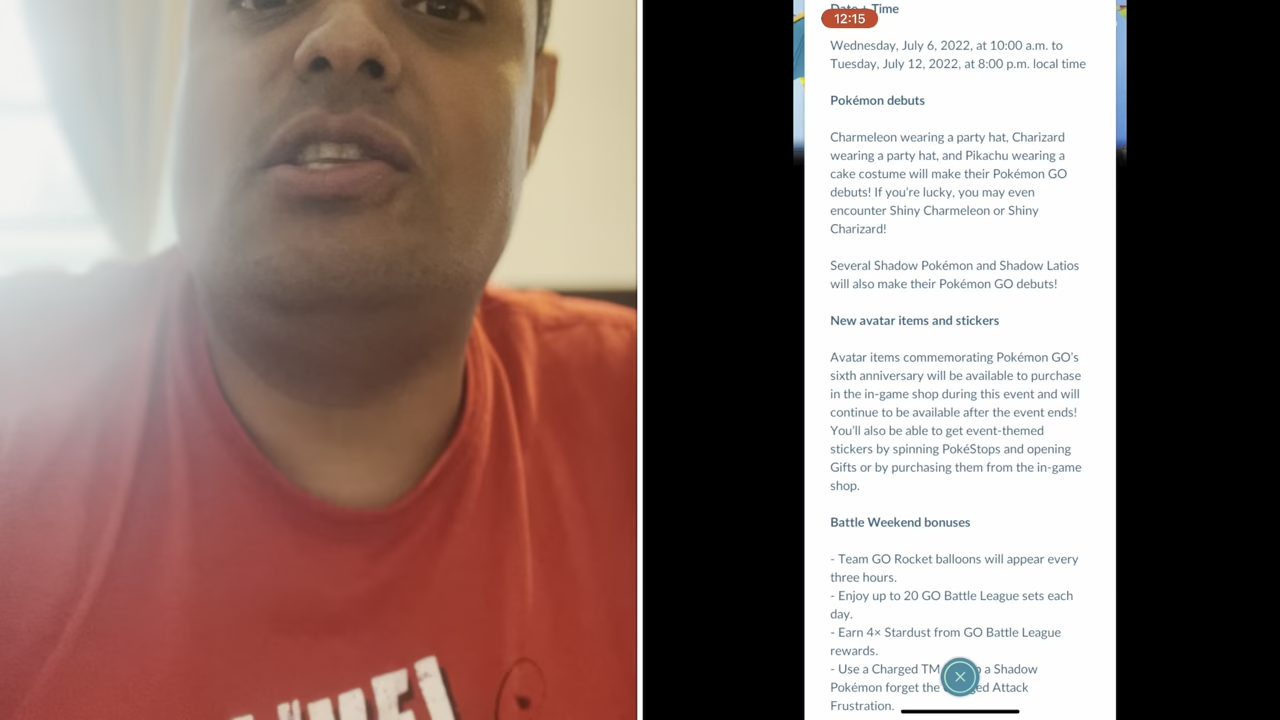 Time
12:15
Wednesday, July 6, 2022, at 10:00 a.m. to
Tuesday, July 12, 2022, at 8:00 p.m. local time
Pokémon debuts
Charmeleon wearing a party hat, Charizard
wearing a party hat, and Pikachu wearing a
cake costume will make their Pokémon GO
debuts! If you're lucky, you may even
encounter Shiny Charmeleon or Shiny
Charizard!
Several Shadow Pokémon and Shadow Latios
will also make their Pokémon GO debuts!
New avatar items and stickers
Avatar items commemorating Pokémon GO's
sixth anniversary will be available to purchase
in the in-game shop during this event and will
continue to be available after the event ends!
You'll also be able to get event-themed
stickers by spinning PokéStops and opening
Gifts or by purchasing them from the in-game
shop.
Battle Weekend bonuses
- Team GO Rocket balloons will appear every
three hours.
- Enjoy up to 20 GO Battle League sets each
day.
- Earn 4× Stardust from GO Battle League
rewards.
- Use a Charged TM a Shadow
Pokémon forget the Attack
Frustration.